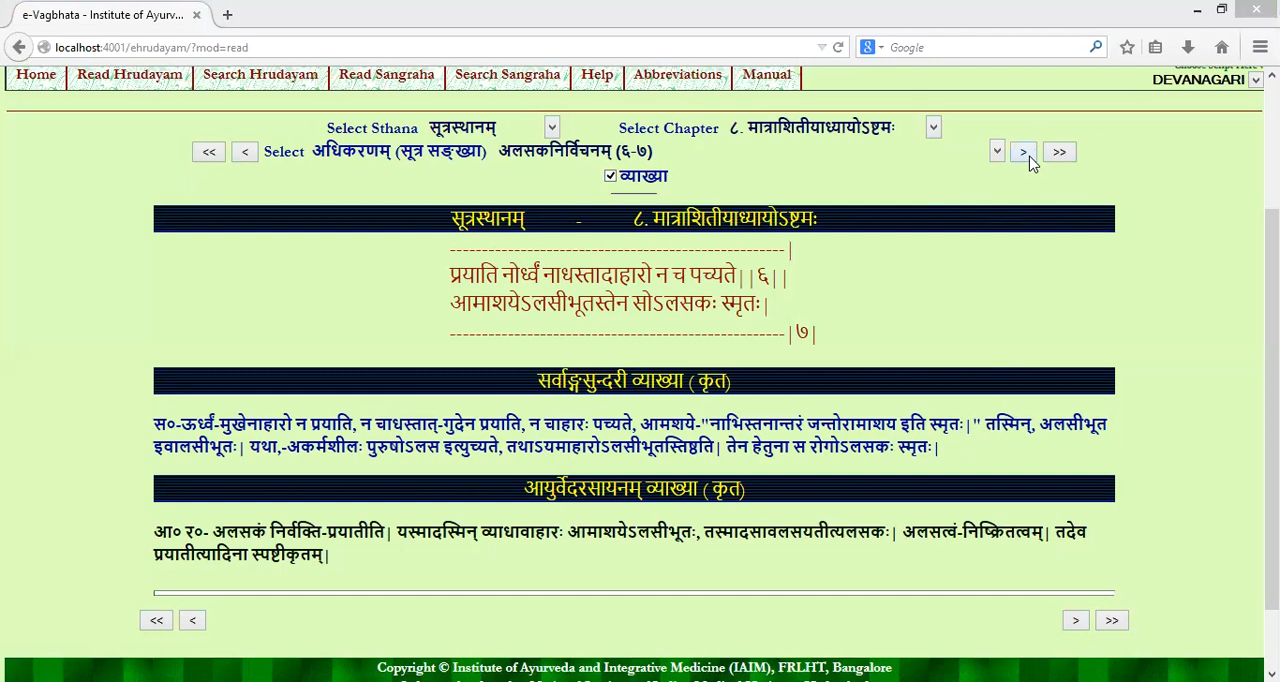 e-Vagbhata - Institute of Ayurv...
localhost:4001/ehrudayam/?mod=read
Google
Home Read Hrudayam Search Hrudayam Read Sangraha Search Sangraha Help Abbreviations Manual
DEVANAGARI
Select Sthana सूत्रस्थानम् Select Chapter ८. मात्राशितीयाध्यायोऽष्टमः
<< < Select अधिकरणम् (सूत्र सङ्ख्या) अलसकनिर्विचनम् (६-७) > >>
व्याख्या
सूत्रस्थानम् - ८. मात्राशितीयाध्यायोऽष्टमः
----------------------------------------------------|
प्रयाति नोर्ध्वं नाधस्तादाहारो न च पच्यते||६||
आमाशयेऽलसीभूतस्तेन सोऽलसकः स्मृतः|
----------------------------------------------------|७|
सर्वाङ्गसुन्दरी व्याख्या (कृत)
स०-ऊर्ध्वं-मुखेनाहारो न प्रयाति, न चाधस्तात्-गुदेन प्रयाति, न चाहारः पच्यते, आमशये-"नाभिस्तनान्तरं जन्तोरामाशय इति स्मृतः|" तस्मिन्, अलसीभूत
इवालसीभूतः| यथा,-अकर्मशीलः पुरुषोऽलस इत्युच्यते, तथाऽयमाहारोऽलसीभूतस्तिष्ठति| तेन हेतुना स रोगोऽलसकः स्मृतः|
आयुर्वेदरसायनम् व्याख्या (कृत)
आ० र०- अलसकं निर्वक्ति-प्रयातीति| यस्मादस्मिन् व्याधावाहारः आमाशयेऽलसीभूतः, तस्मादसावलसयतीत्यलसकः| अलसत्वं-निष्क्रितत्वम्| तदेव
प्रयातीत्यादिना स्पष्टीकृतम्|
<< < > >>
Copyright © Institute of Ayurveda and Integrative Medicine (IAIM), FRLHT, Bangalore